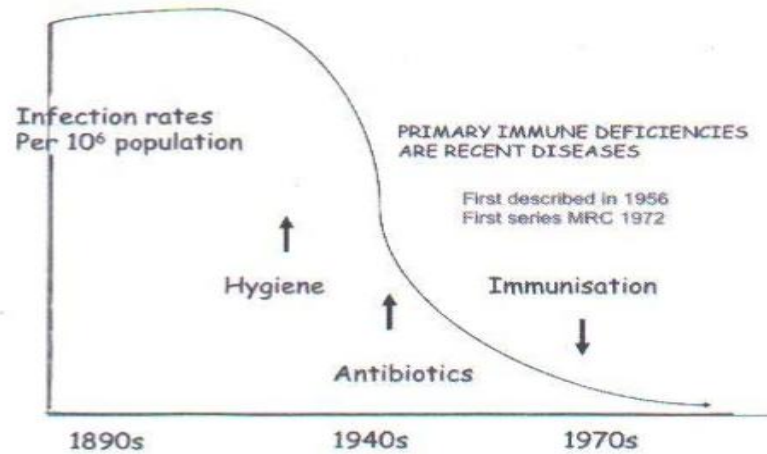 Infection rates
Per 10⁶ population
PRIMARY IMMUNE DEFICIENCIES
ARE RECENT DISEASES
First described in 1956
First series MRC 1972
Hygiene
Immunisation
Antibiotics
1890s
1940s
1970s